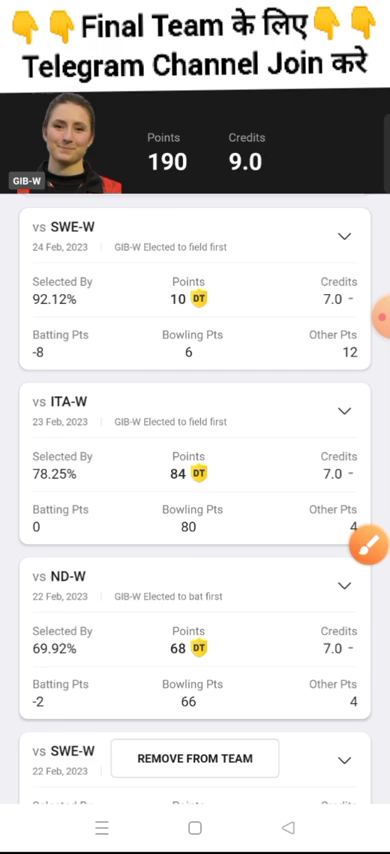 👇👇Final Team के लिए👇👇
Telegram Channel Join करे
Points Credits
190 9.0
GIB-W
vs SWE-W
24 Feb, 2023 | GIB-W Elected to field first
Selected By Points Credits
92.12% 10 DT 7.0 -
Batting Pts Bowling Pts Other Pts
-8 6 12
vs ITA-W
23 Feb, 2023 | GIB-W Elected to field first
Selected By Points Credits
78.25% 84 DT 7.0 -
Batting Pts Bowling Pts Other Pts
0 80 4
vs ND-W
22 Feb, 2023 | GIB-W Elected to bat first
Selected By Points Credits
69.92% 68 DT 7.0 -
Batting Pts Bowling Pts Other Pts
-2 66 4
vs SWE-W
REMOVE FROM TEAM
22 Feb, 2023